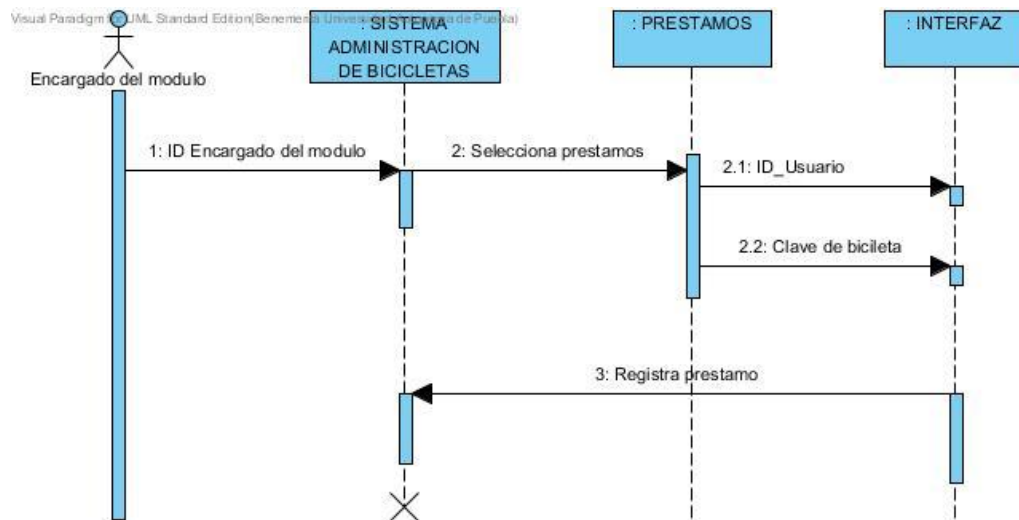 Visual Paradigm for UML Standard Edition(Benemerita Universidad Autonoma de Puebla)
: SISTEMA
ADMINISTRACION
DE BICICLETAS
: PRESTAMOS
: INTERFAZ
Encargado del modulo
1: ID Encargado del modulo
2: Selecciona prestamos
2.1: ID_Usuario
2.2: Clave de bicileta
3: Registra prestamo